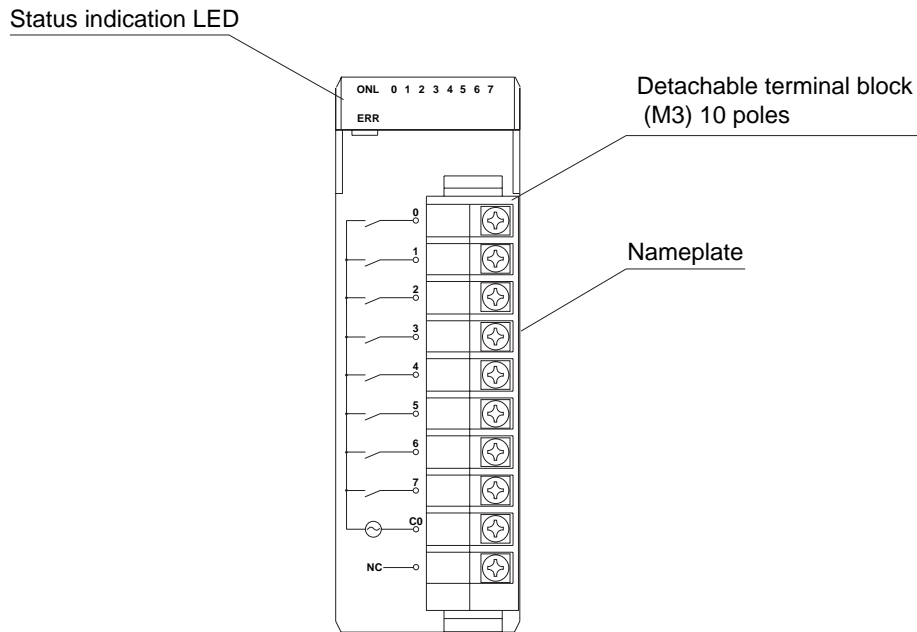 Status indication LED
ONL 0 1 2 3 4 5 6 7
ERR
Detachable terminal block
(M3) 10 poles
Nameplate
0
1
2
3
4
5
6
7
C0
NC